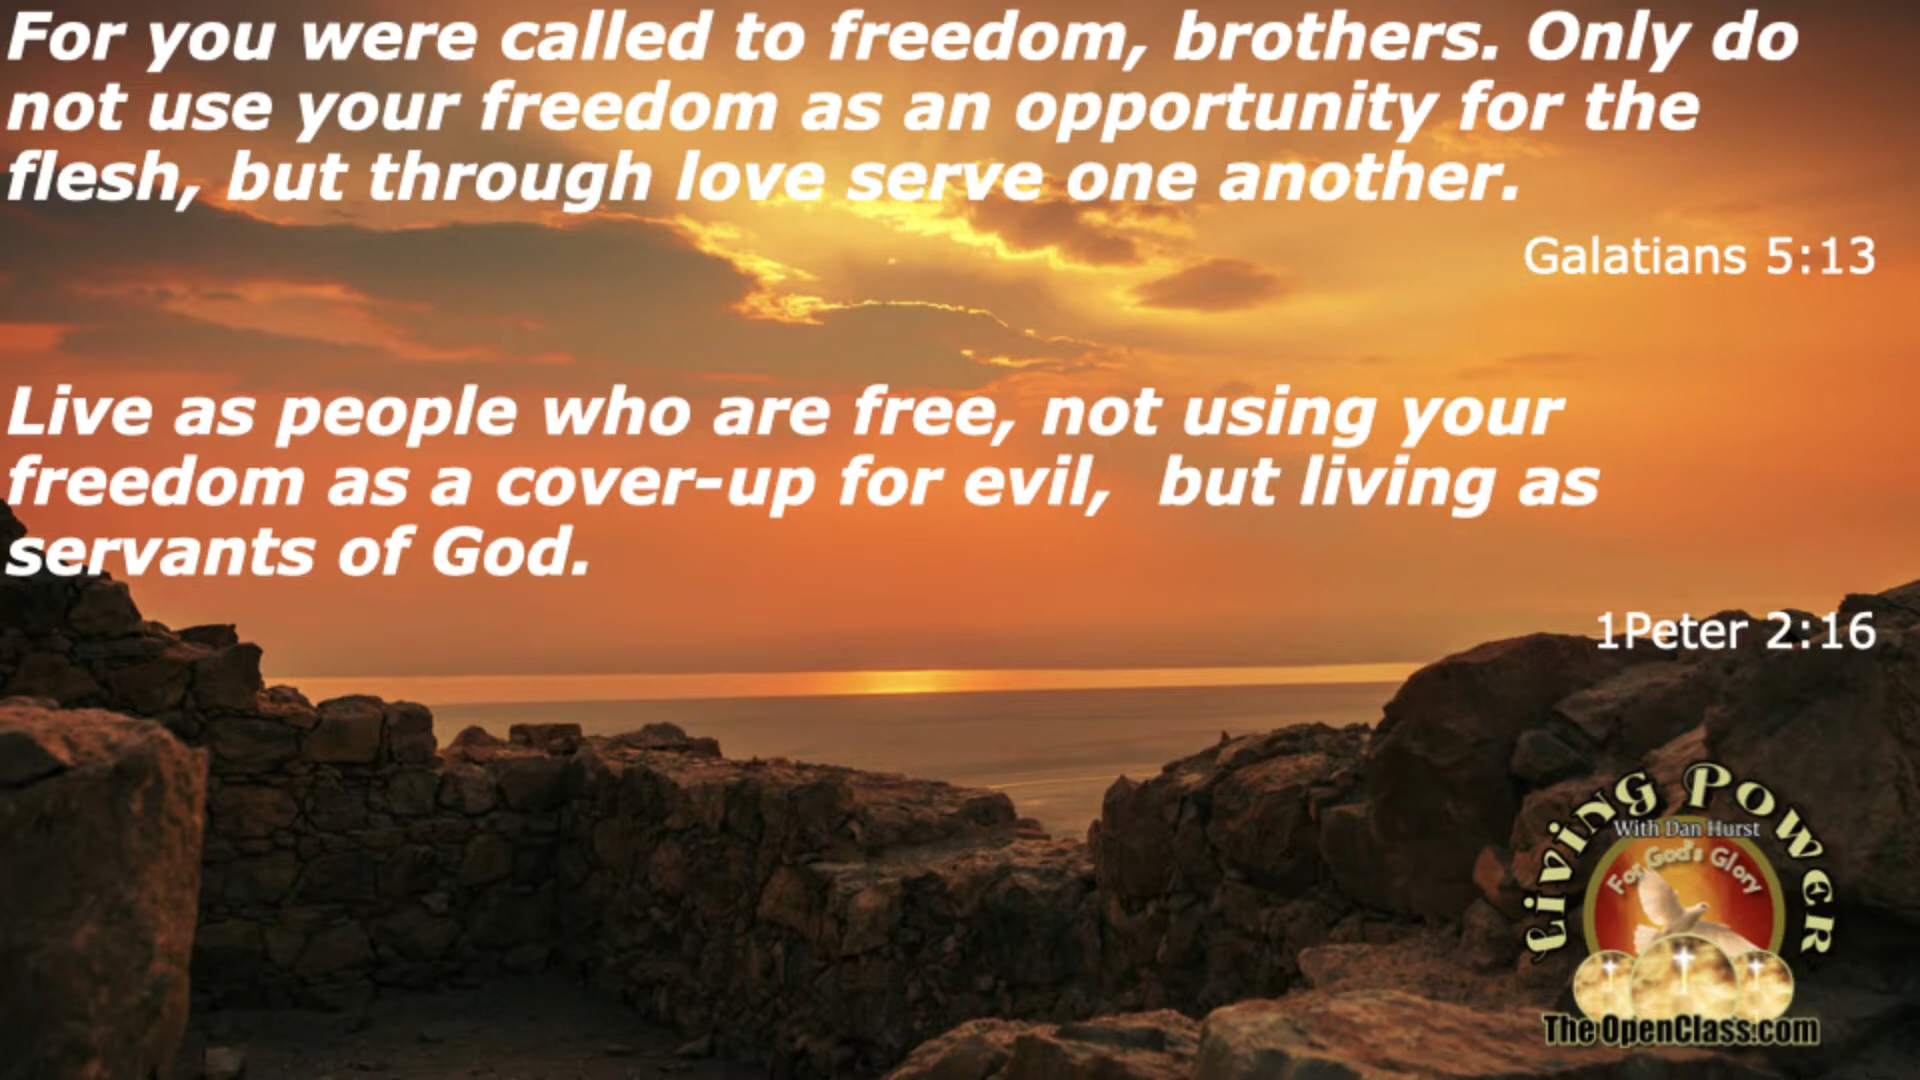 For you were called to freedom, brothers. Only do
not use your freedom as an opportunity for the
flesh, but through love serve one another.
Galatians 5:13
Live as people who are free, not using your
freedom as a cover-up for evil,  but living as
servants of God.
1Peter 2:16
Living Power
With Dan Hurst
For God's Glory
TheOpenClass.com